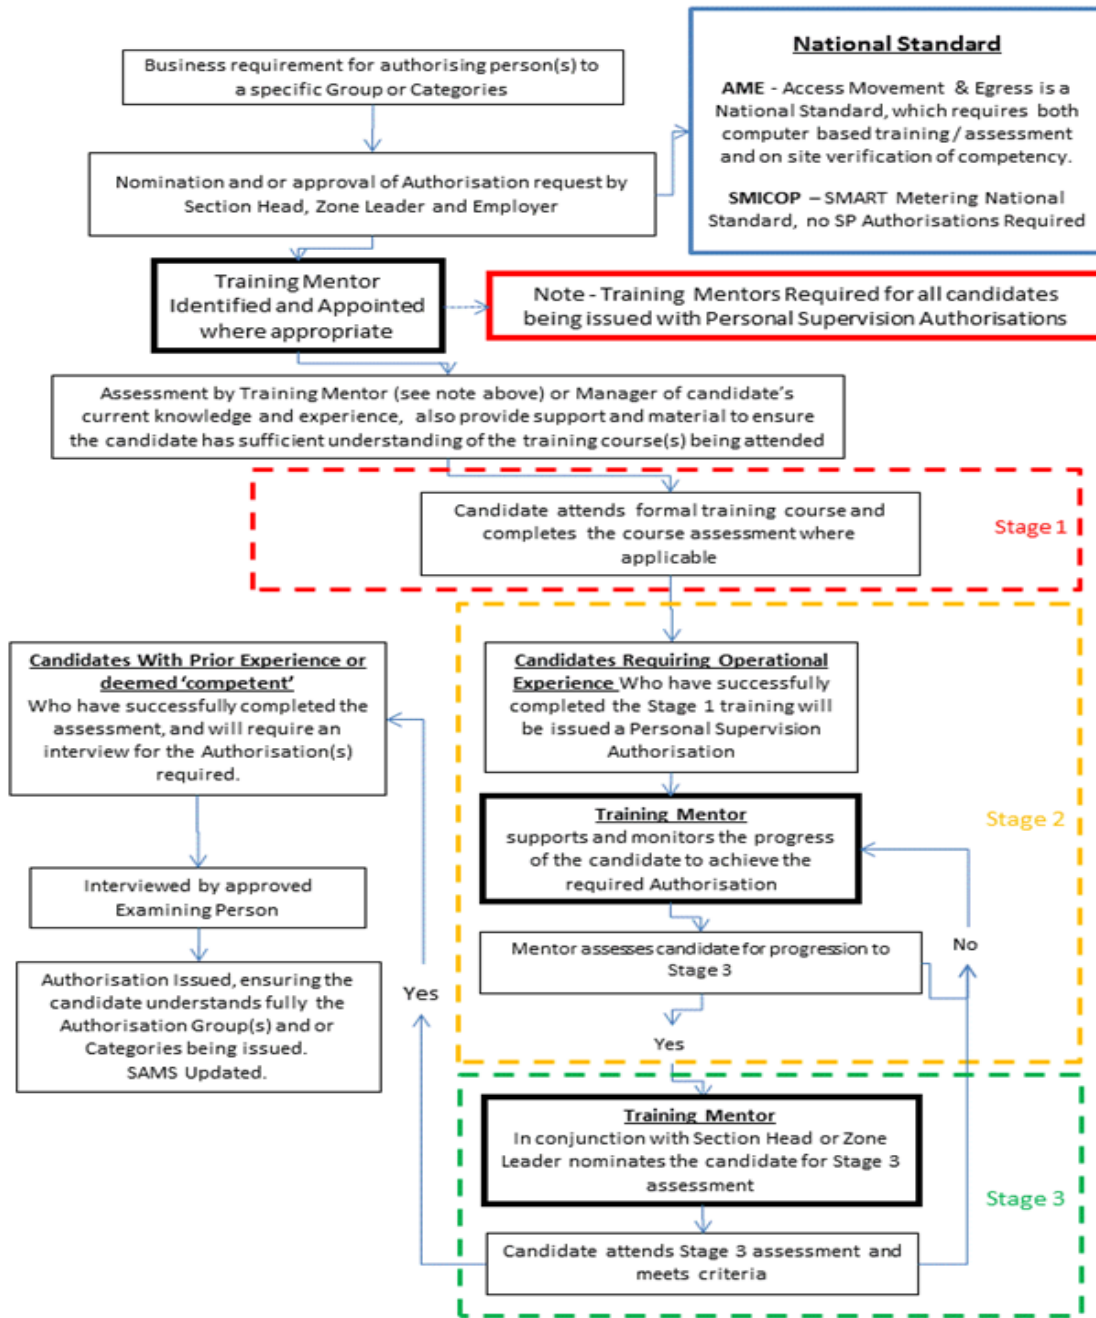 National Standard
AME - Access Movement & Egress is a
National Standard, which requires both
computer based training / assessment
and on site verification of competency.
SMICOP – SMART Metering National
Standard, no SP Authorisations Required
Business requirement for authorising person(s) to
a specific Group or Categories
Nomination and or approval of Authorisation request by
Section Head, Zone Leader and Employer
Training Mentor
Identified and Appointed
where appropriate
Note - Training Mentors Required for all candidates
being issued with Personal Supervision Authorisations
Assessment by Training Mentor (see note above) or Manager of candidate's
current knowledge and experience, also provide support and material to ensure
the candidate has sufficient understanding of the training course(s) being attended
Candidate attends formal training course and
completes the course assessment where
applicable
Stage 1
Candidates With Prior Experience or
deemed 'competent'
Who have successfully completed the
assessment, and will require an
interview for the Authorisation(s)
required.
Candidates Requiring Operational
Experience Who have successfully
completed the Stage 1 training will
be issued a Personal Supervision
Authorisation
Training Mentor
supports and monitors the progress
of the candidate to achieve the
required Authorisation
Stage 2
Interviewed by approved
Examining Person
Mentor assesses candidate for progression to
Stage 3
No
Authorisation Issued, ensuring the
candidate understands fully the
Authorisation Group(s) and or
Categories being issued.
SAMS Updated.
Yes
Yes
Training Mentor
In conjunction with Section Head or Zone
Leader nominates the candidate for Stage 3
assessment
Stage 3
Candidate attends Stage 3 assessment and
meets criteria